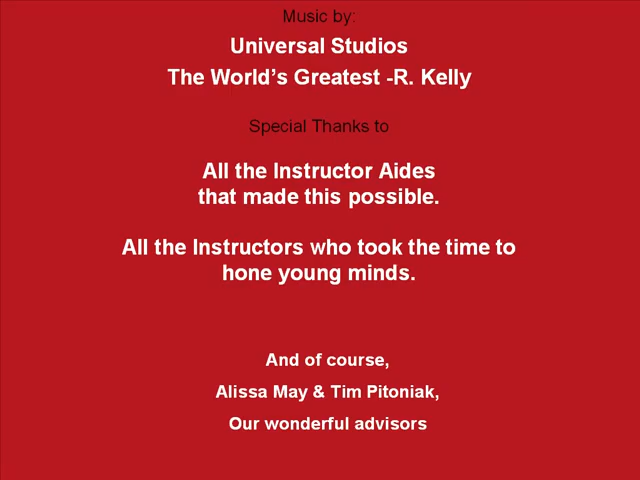 Music by:
Universal Studios
The World's Greatest -R. Kelly
Special Thanks to
All the Instructor Aides
that made this possible.
All the Instructors who took the time to
hone young minds.
And of course,
Alissa May & Tim Pitoniak,
Our wonderful advisors